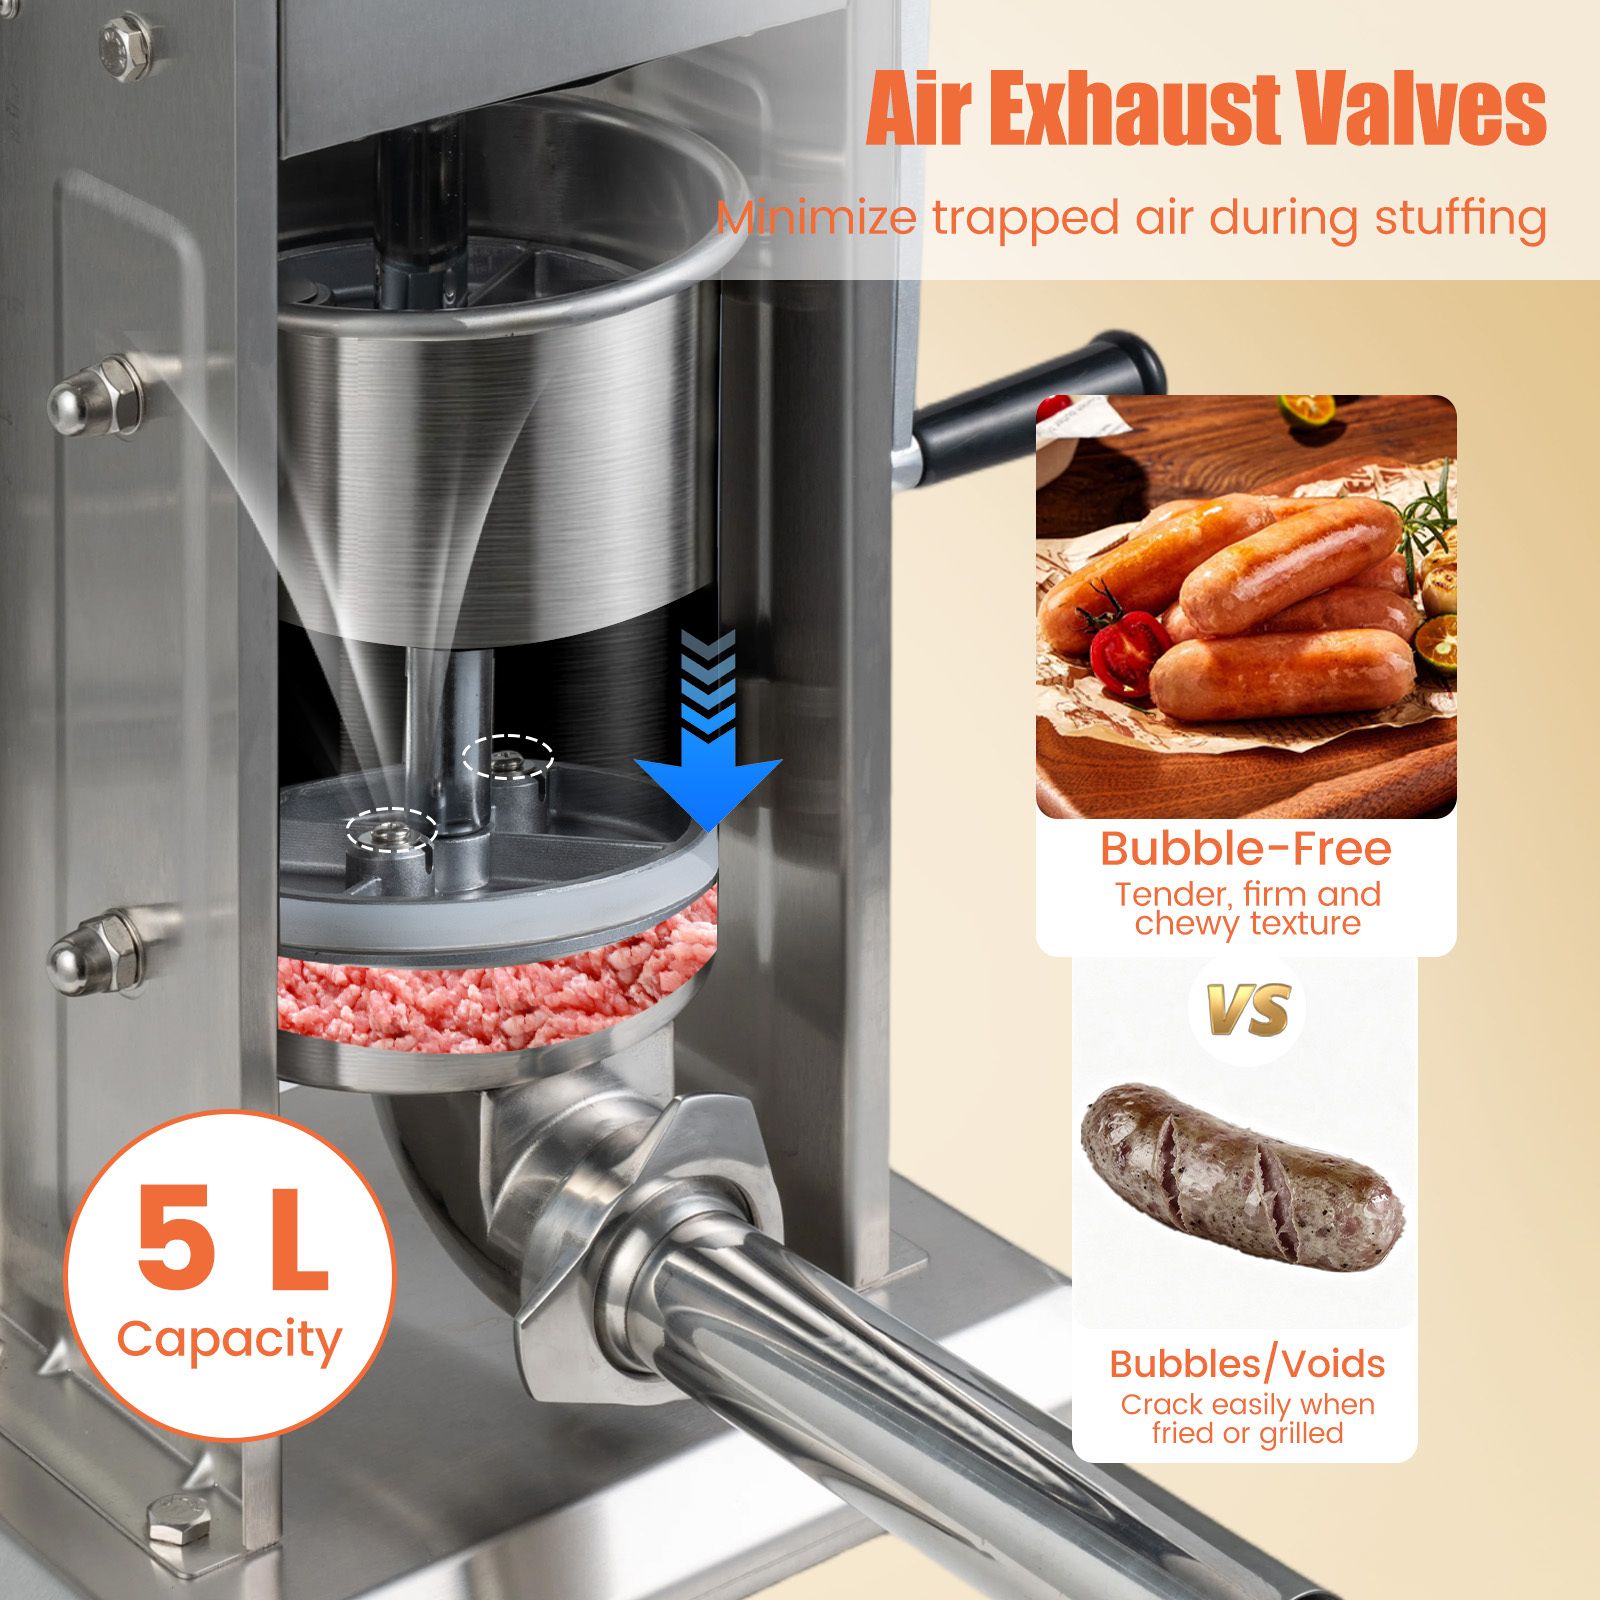 Air Exhaust Valves
Minimize trapped air during stuffing
Bubble-Free
Tender, firm and
chewy texture
VS
Bubbles/Voids
Crack easily when
fried or grilled
5 L
Capacity